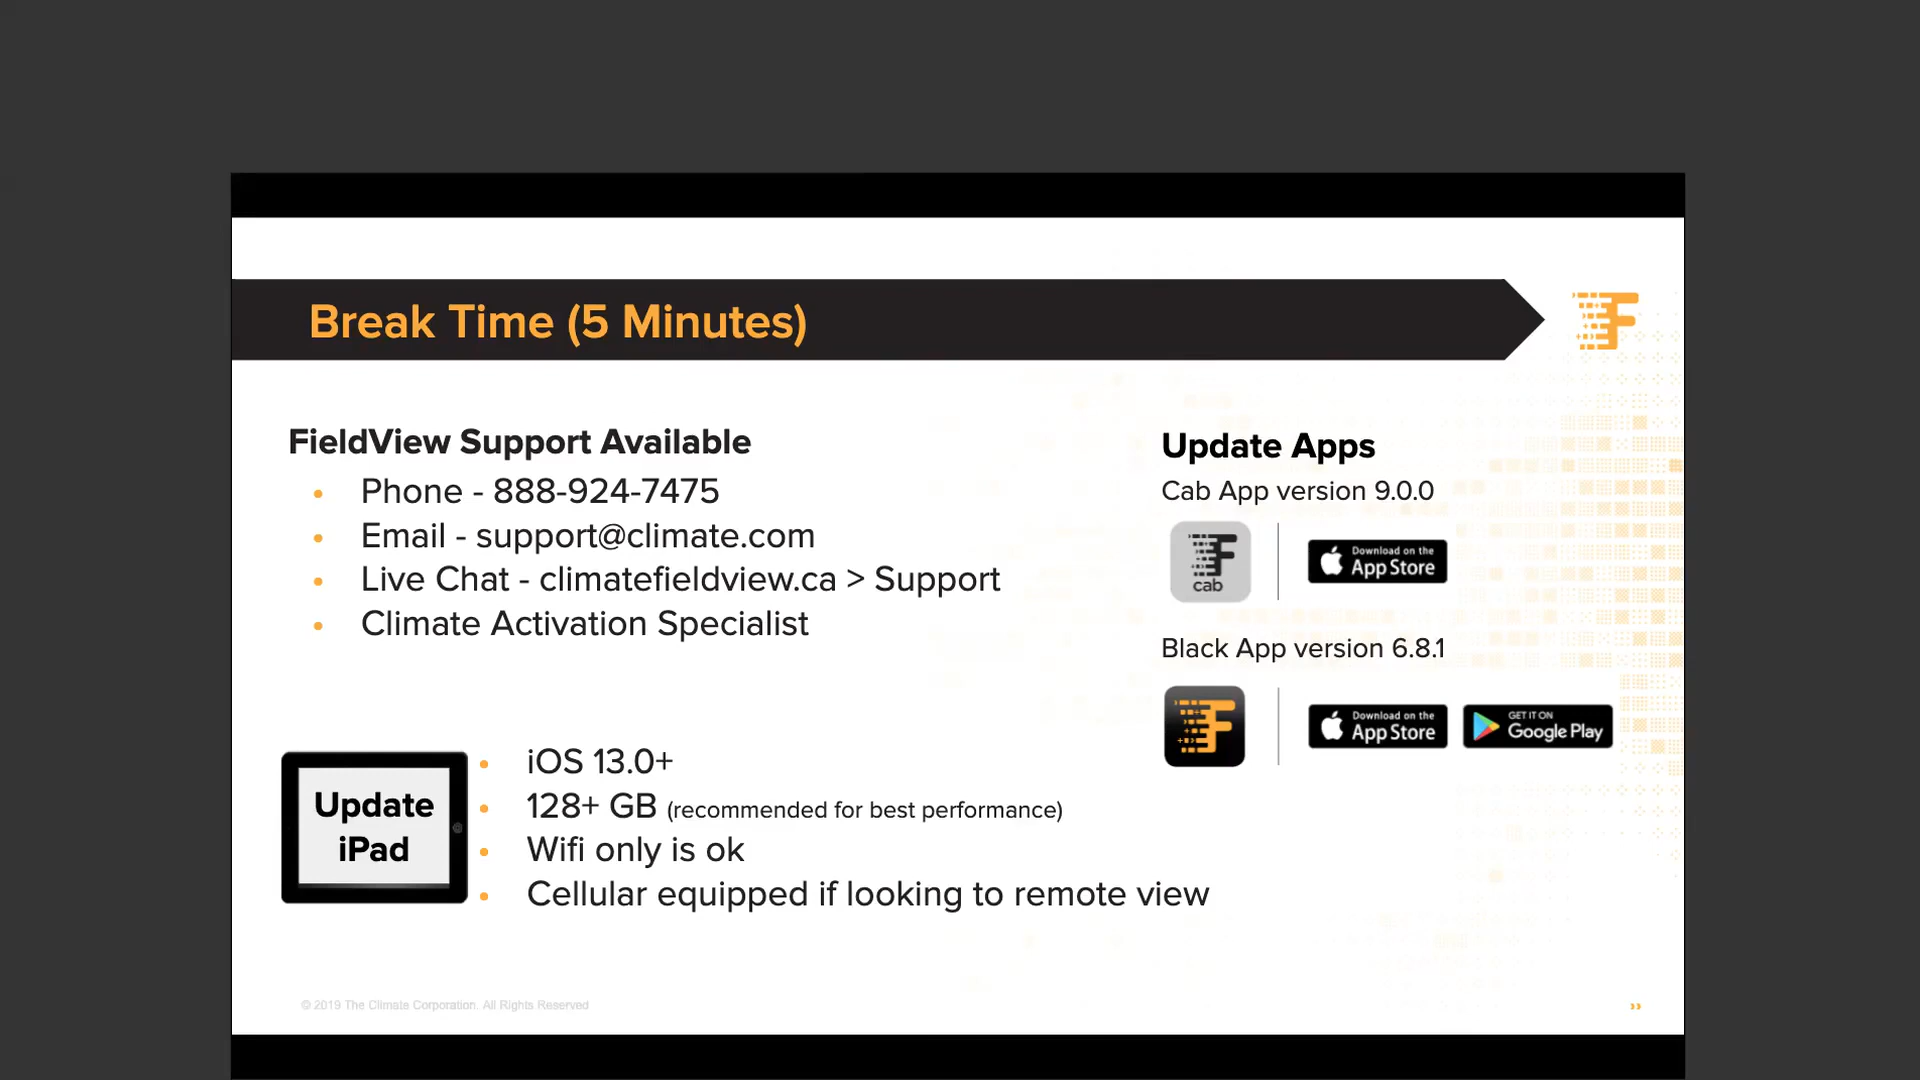 Break Time (5 Minutes)
FieldView Support Available
• Phone - 888-924-7475
• Email - support@climate.com
• Live Chat - climatefieldview.ca > Support
• Climate Activation Specialist
Update Apps
Cab App version 9.0.0
cab
Download on the
App Store
Black App version 6.8.1
Download on the
App Store
GET IT ON
Google Play
Update
iPad
• iOS 13.0+
• 128+ GB (recommended for best performance)
• Wifi only is ok
• Cellular equipped if looking to remote view
© 2019 The Climate Corporation. All Rights Reserved